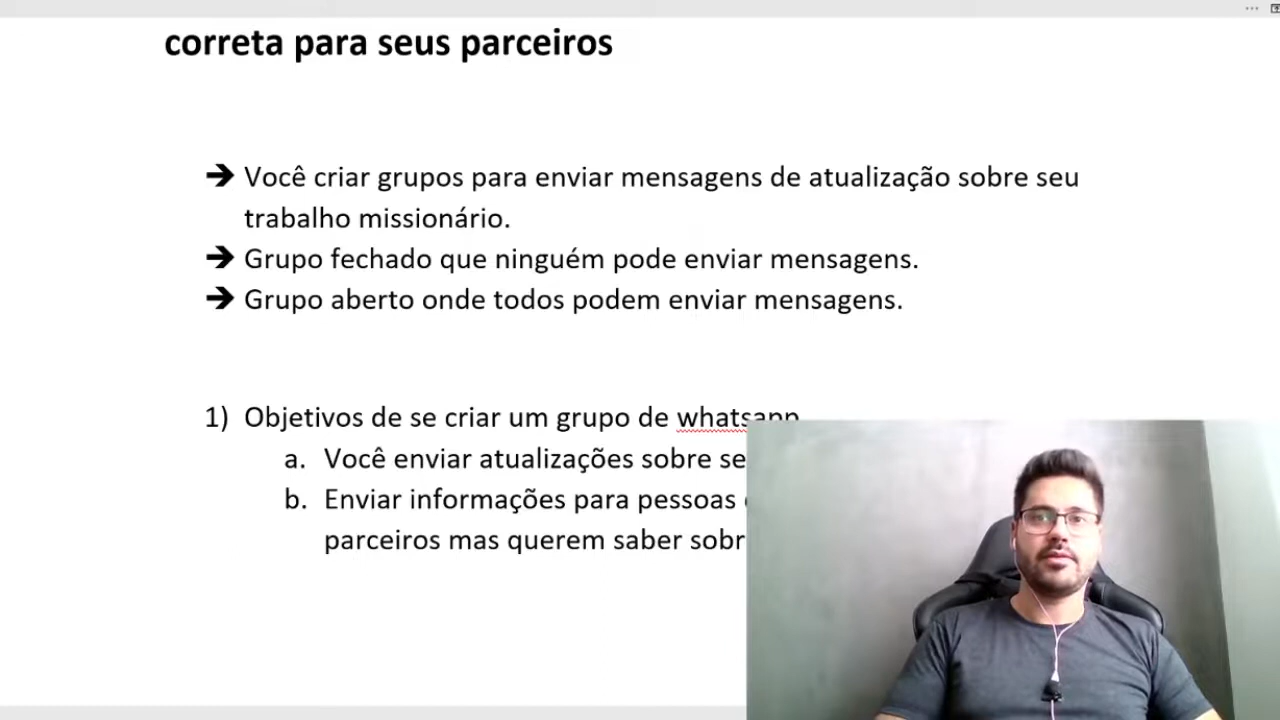 correta para seus parceiros
➔ Você criar grupos para enviar mensagens de atualização sobre seu
trabalho missionário.
➔ Grupo fechado que ninguém pode enviar mensagens.
➔ Grupo aberto onde todos podem enviar mensagens.
1) Objetivos de se criar um grupo de whatsapp
a. Você enviar atualizações sobre se
b. Enviar informações para pessoas
parceiros mas querem saber sobr